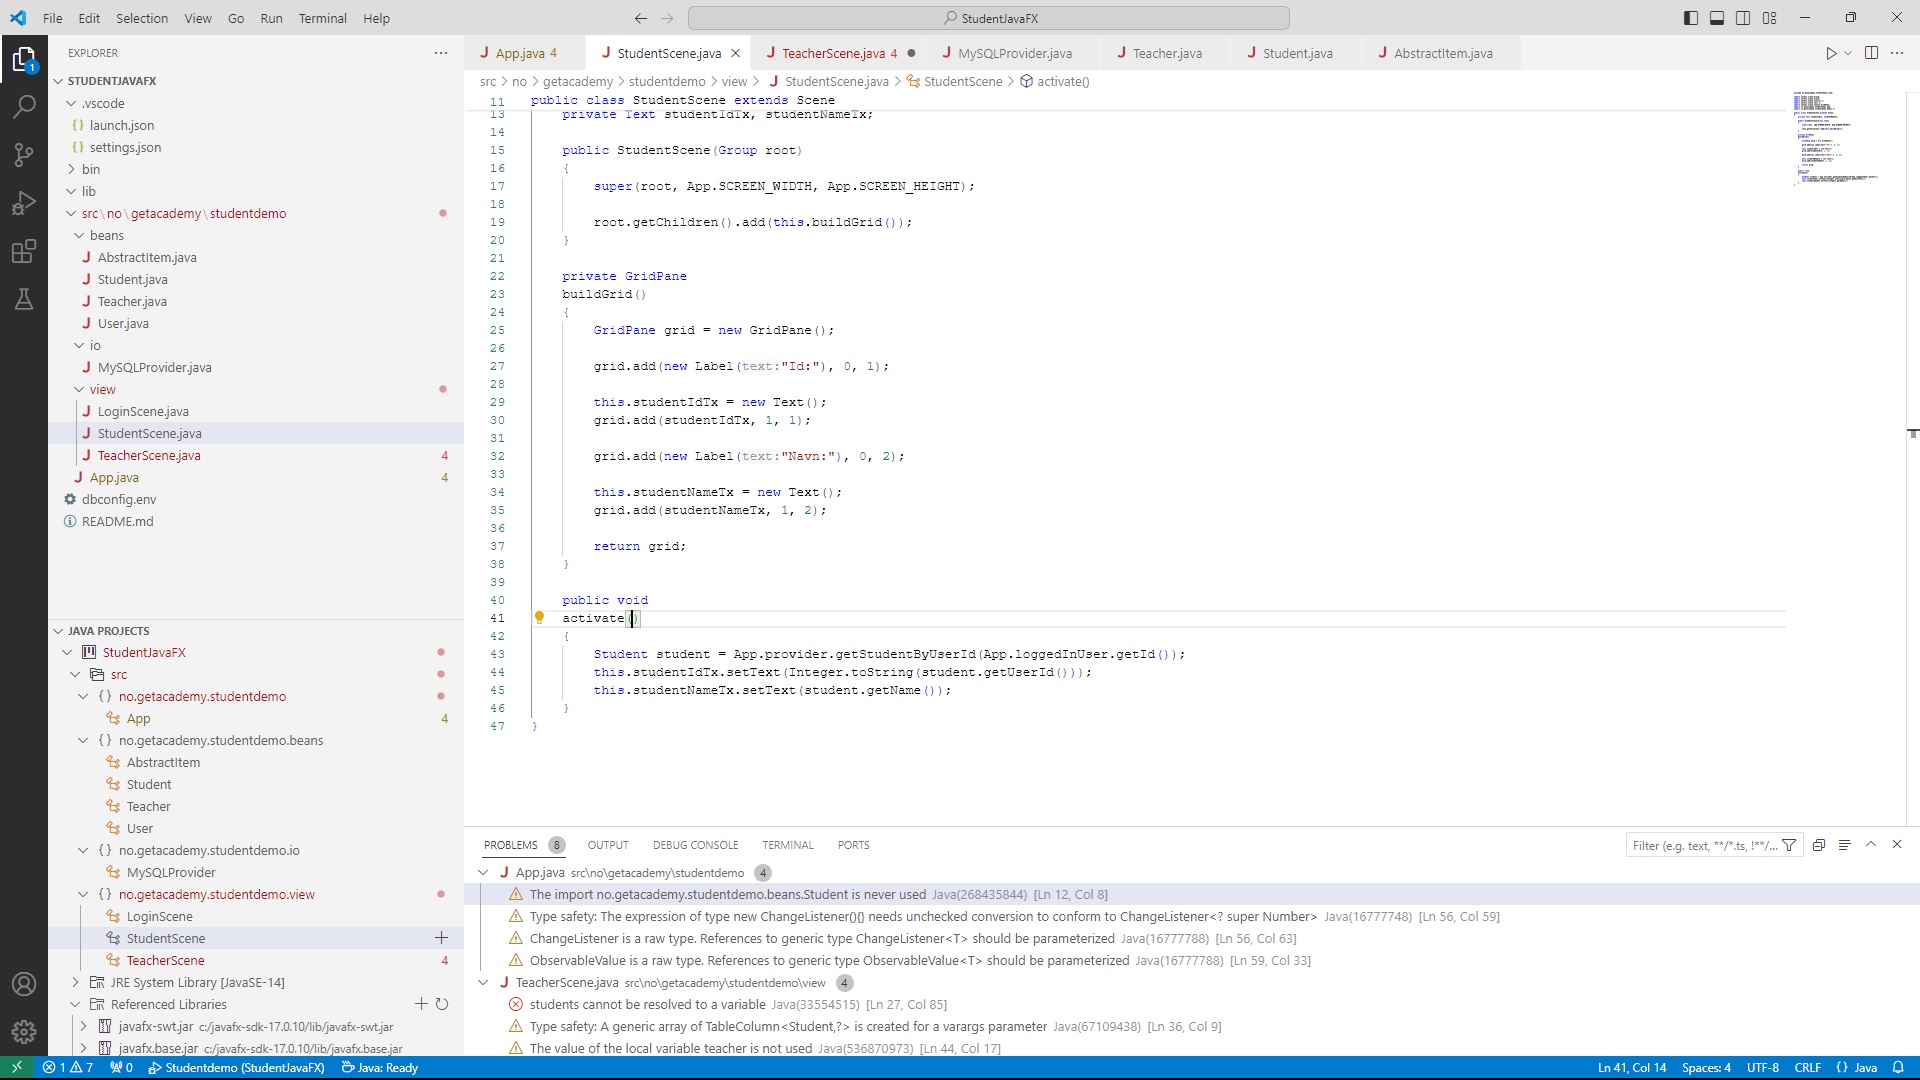 File Edit Selection View Go Run Terminal Help
StudentJavaFX
EXPLORER
STUDENTJAVAFX
.vscode
{} launch.json
{} settings.json
bin
lib
src\no\getacademy\studentdemo
beans
J AbstractItem.java
J Student.java
J Teacher.java
J User.java
io
J MySQLProvider.java
view
J LoginScene.java
J StudentScene.java
J TeacherScene.java 4
J App.java 4
dbconfig.env
README.md
JAVA PROJECTS
StudentJavaFX
src
{} no.getacademy.studentdemo
App 4
{} no.getacademy.studentdemo.beans
AbstractItem
Student
Teacher
User
{} no.getacademy.studentdemo.io
MySQLProvider
{} no.getacademy.studentdemo.view
LoginScene
StudentScene
TeacherScene 4
JRE System Library [JavaSE-14]
Referenced Libraries
javafx-swt.jar c:/javafx-sdk-17.0.10/lib/javafx-swt.jar
javafx.base.jar c:/javafx-sdk-17.0.10/lib/javafx.base.jar
J App.java 4 J StudentScene.java J TeacherScene.java 4 J MySQLProvider.java J Teacher.java J Student.java J AbstractItem.java
src > no > getacademy > studentdemo > view > J StudentScene.java > StudentScene > activate()
11 public class StudentScene extends Scene
13 private Text studentIdTx, studentNameTx;
14
15 public StudentScene(Group root)
16 {
17 super(root, App.SCREEN_WIDTH, App.SCREEN_HEIGHT);
18
19 root.getChildren().add(this.buildGrid());
20 }
21
22 private GridPane
23 buildGrid()
24 {
25 GridPane grid = new GridPane();
26
27 grid.add(new Label(text:"Id:"), 0, 1);
28
29 this.studentIdTx = new Text();
30 grid.add(studentIdTx, 1, 1);
31
32 grid.add(new Label(text:"Navn:"), 0, 2);
33
34 this.studentNameTx = new Text();
35 grid.add(studentNameTx, 1, 2);
36
37 return grid;
38 }
39
40 public void
41 activate()
42 {
43 Student student = App.provider.getStudentByUserId(App.loggedInUser.getId());
44 this.studentIdTx.setText(Integer.toString(student.getUserId()));
45 this.studentNameTx.setText(student.getName());
46 }
47 }
PROBLEMS 8 OUTPUT DEBUG CONSOLE TERMINAL PORTS
Filter (e.g. text, **/*.ts, !**/...
J App.java src\no\getacademy\studentdemo 4
The import no.getacademy.studentdemo.beans.Student is never used Java(268435844) [Ln 12, Col 8]
Type safety: The expression of type new ChangeListener(){} needs unchecked conversion to conform to ChangeListener<? super Number> Java(16777748) [Ln 56, Col 59]
ChangeListener is a raw type. References to generic type ChangeListener<T> should be parameterized Java(16777788) [Ln 56, Col 63]
ObservableValue is a raw type. References to generic type ObservableValue<T> should be parameterized Java(16777788) [Ln 59, Col 33]
J TeacherScene.java src\no\getacademy\studentdemo\view 4
students cannot be resolved to a variable Java(33554515) [Ln 27, Col 85]
Type safety: A generic array of TableColumn<Student,?> is created for a varargs parameter Java(67109438) [Ln 36, Col 9]
The value of the local variable teacher is not used Java(536870973) [Ln 44, Col 17]
1 7 0 Studentdemo (StudentJavaFX) Java: Ready
Ln 41, Col 14 Spaces: 4 UTF-8 CRLF {} Java
1